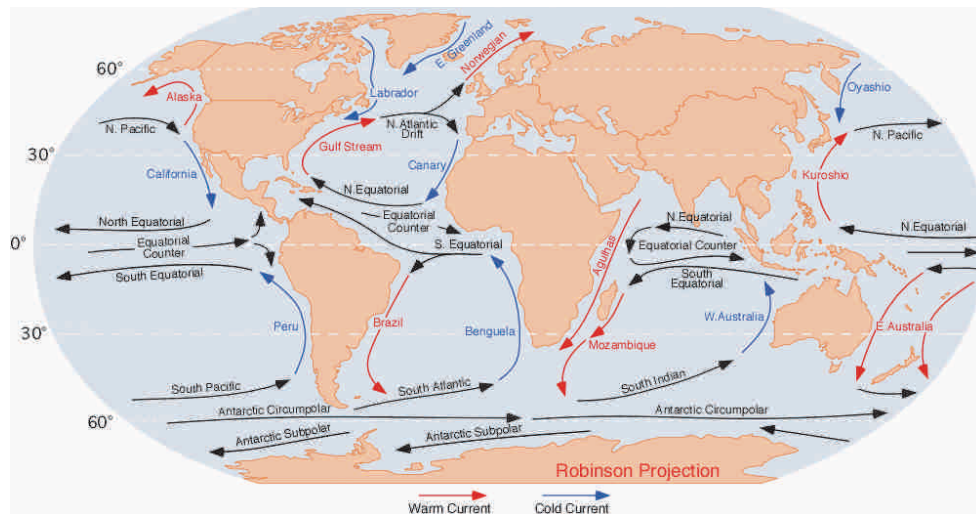 60°
E. Greenland
Norwegian
Labrador
Alaska
Oyashio
N. Pacific
N. Atlantic
Drift
N. Pacific
30°
Gulf Stream
California
Canary
Kuroshio
N. Equatorial
North Equatorial
Equatorial
Counter
N. Equatorial
N. Equatorial
0°
Equatorial
Counter
S. Equatorial
Agulhas
Equatorial Counter
South Equatorial
South
Equatorial
30°
Peru
Brazil
Benguela
Mozambique
W. Australia
E. Australia
South Pacific
South Atlantic
South Indian
60°
Antarctic Circumpolar
Antarctic Circumpolar
Antarctic Subpolar
Antarctic Subpolar
Robinson Projection
Warm Current
Cold Current